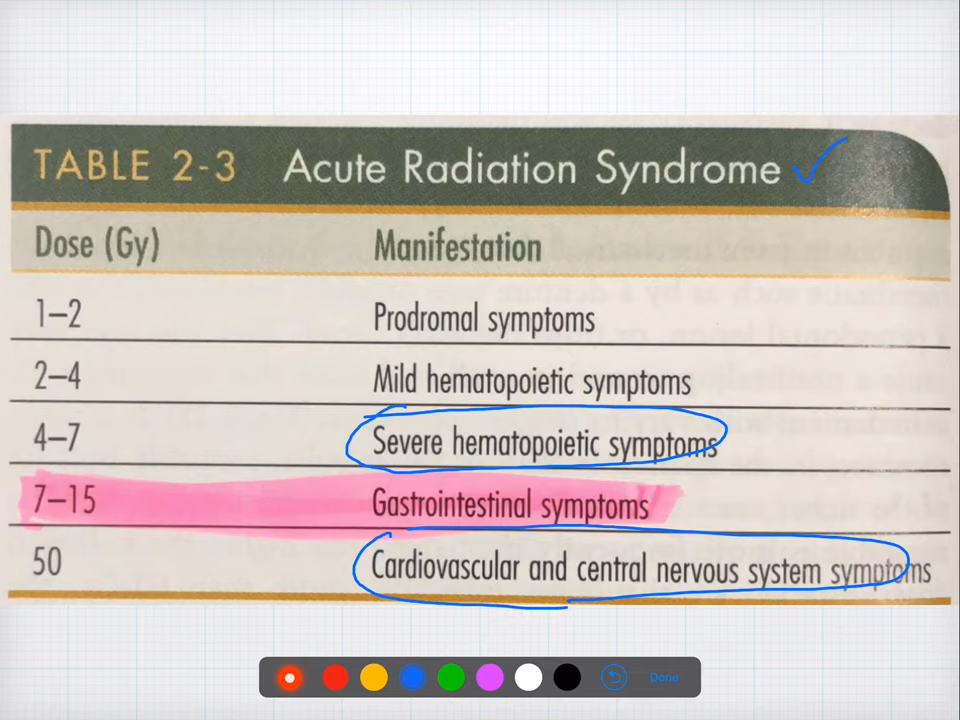 TABLE 2-3 Acute Radiation Syndrome
Dose (Gy) Manifestation
1–2 Prodromal symptoms
2–4 Mild hematopoietic symptoms
4–7 Severe hematopoietic symptoms
7–15 Gastrointestinal symptoms
50 Cardiovascular and central nervous system symptoms
Done